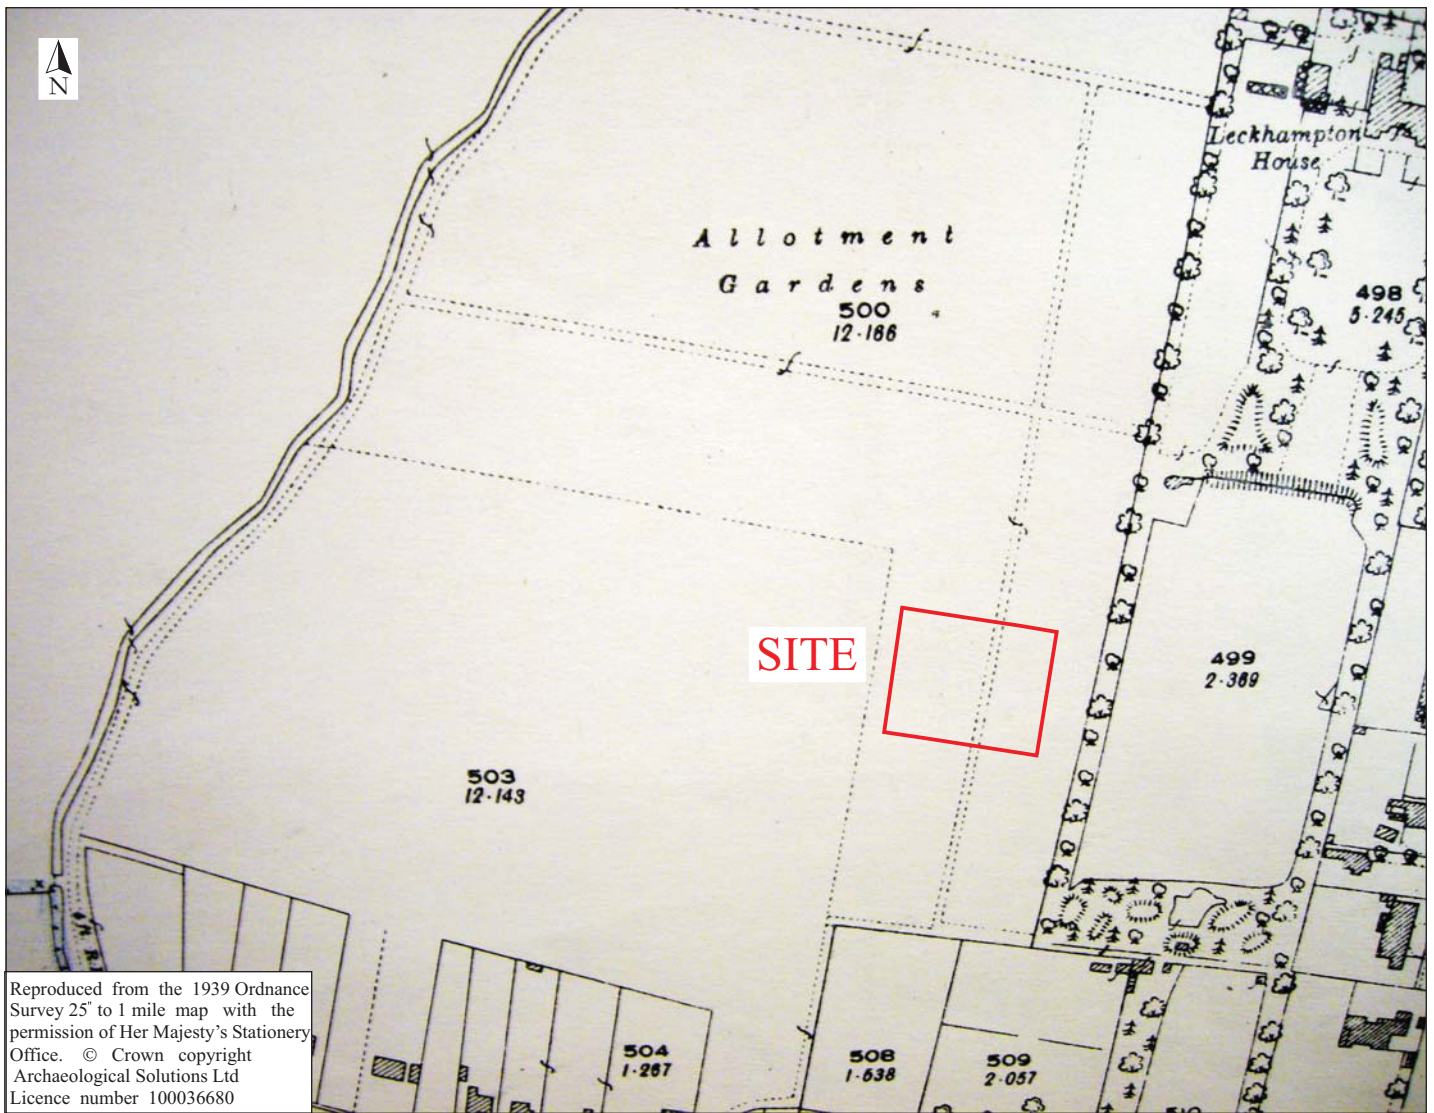 N
Leckhampton
House
Allotment
Gardens
500
12·166
498
5·245
SITE
499
2·369
503
12·143
504
1·267
508
1·538
509
2·057
Reproduced from the 1939 Ordnance
Survey 25" to 1 mile map with the
permission of Her Majesty's Stationery
Office. © Crown copyright
Archaeological Solutions Ltd
Licence number 100036680